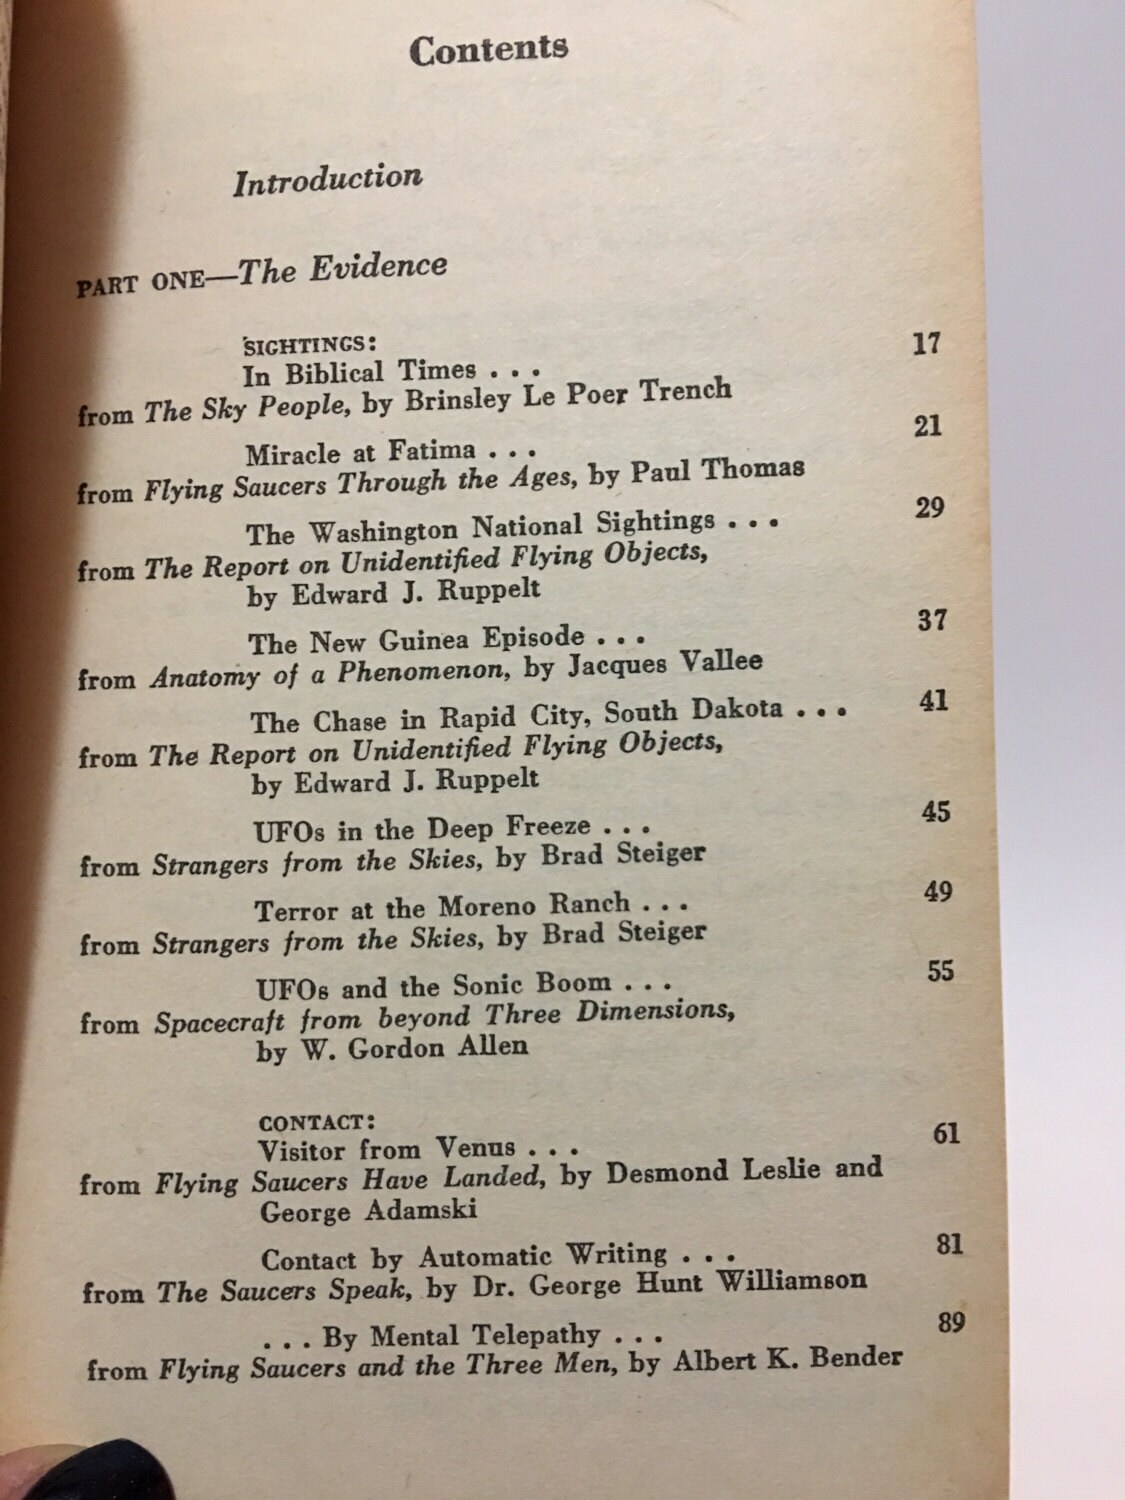 Contents
Introduction
PART ONE—The Evidence
SIGHTINGS:
In Biblical Times . . . 17
from The Sky People, by Brinsley Le Poer Trench
Miracle at Fatima . . . 21
from Flying Saucers Through the Ages, by Paul Thomas
The Washington National Sightings . . . 29
from The Report on Unidentified Flying Objects,
by Edward J. Ruppelt
The New Guinea Episode . . . 37
from Anatomy of a Phenomenon, by Jacques Vallee
The Chase in Rapid City, South Dakota . . . 41
from The Report on Unidentified Flying Objects,
by Edward J. Ruppelt
UFOs in the Deep Freeze . . . 45
from Strangers from the Skies, by Brad Steiger
Terror at the Moreno Ranch . . . 49
from Strangers from the Skies, by Brad Steiger
UFOs and the Sonic Boom . . . 55
from Spacecraft from beyond Three Dimensions,
by W. Gordon Allen
CONTACT:
Visitor from Venus . . . 61
from Flying Saucers Have Landed, by Desmond Leslie and
George Adamski
Contact by Automatic Writing . . . 81
from The Saucers Speak, by Dr. George Hunt Williamson
. . . By Mental Telepathy . . . 89
from Flying Saucers and the Three Men, by Albert K. Bender